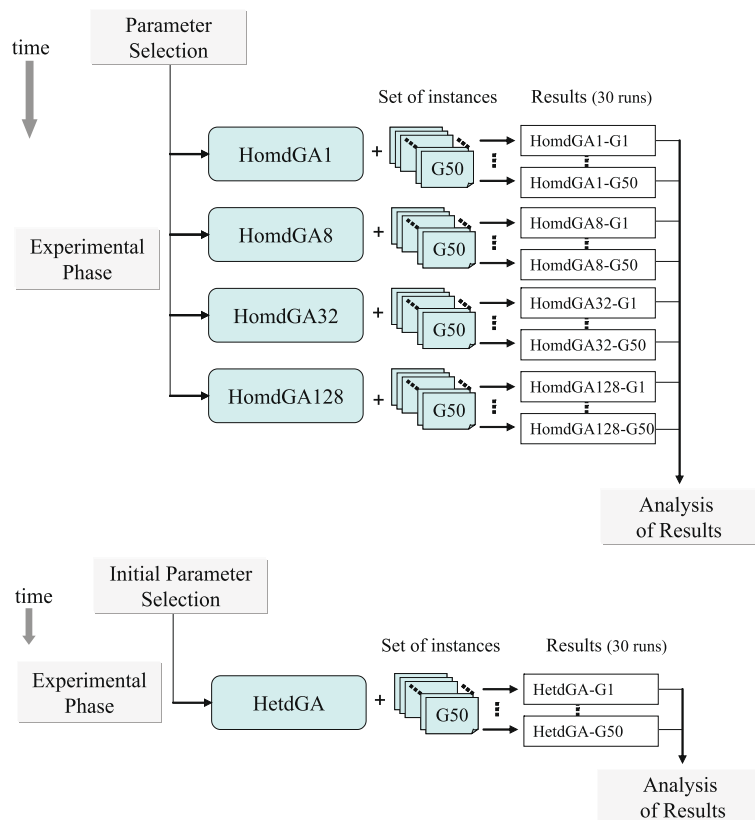 Parameter
Selection
time
Set of instances
Results (30 runs)
HomdGA1
+
G50
HomdGA1-G1
HomdGA1-G50
Experimental
Phase
HomdGA8
+
G50
HomdGA8-G1
HomdGA8-G50
HomdGA32
+
G50
HomdGA32-G1
HomdGA32-G50
HomdGA128
+
G50
HomdGA128-G1
HomdGA128-G50
Analysis
of Results
Initial Parameter
Selection
time
Set of instances
Results (30 runs)
Experimental
Phase
HetdGA
+
G50
HetdGA-G1
HetdGA-G50
Analysis
of Results